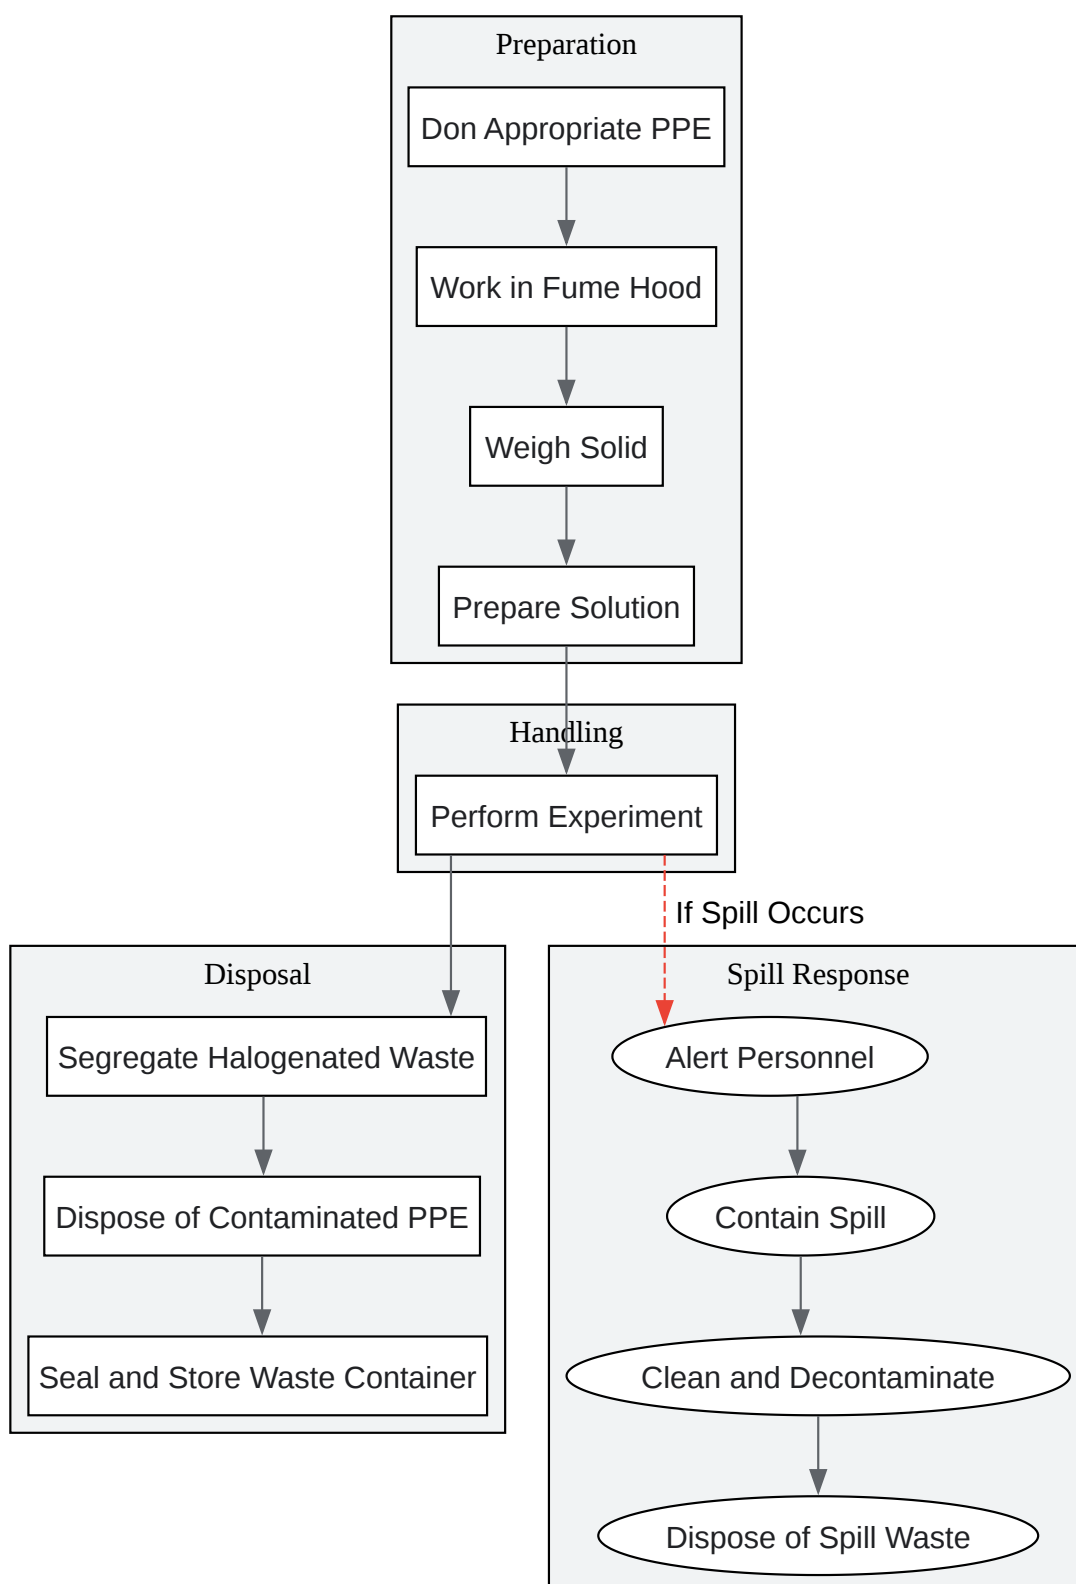 Preparation
Don Appropriate PPE
Work in Fume Hood
Weigh Solid
Prepare Solution
Handling
Perform Experiment
If Spill Occurs
Disposal
Segregate Halogenated Waste
Dispose of Contaminated PPE
Seal and Store Waste Container
Spill Response
Alert Personnel
Contain Spill
Clean and Decontaminate
Dispose of Spill Waste